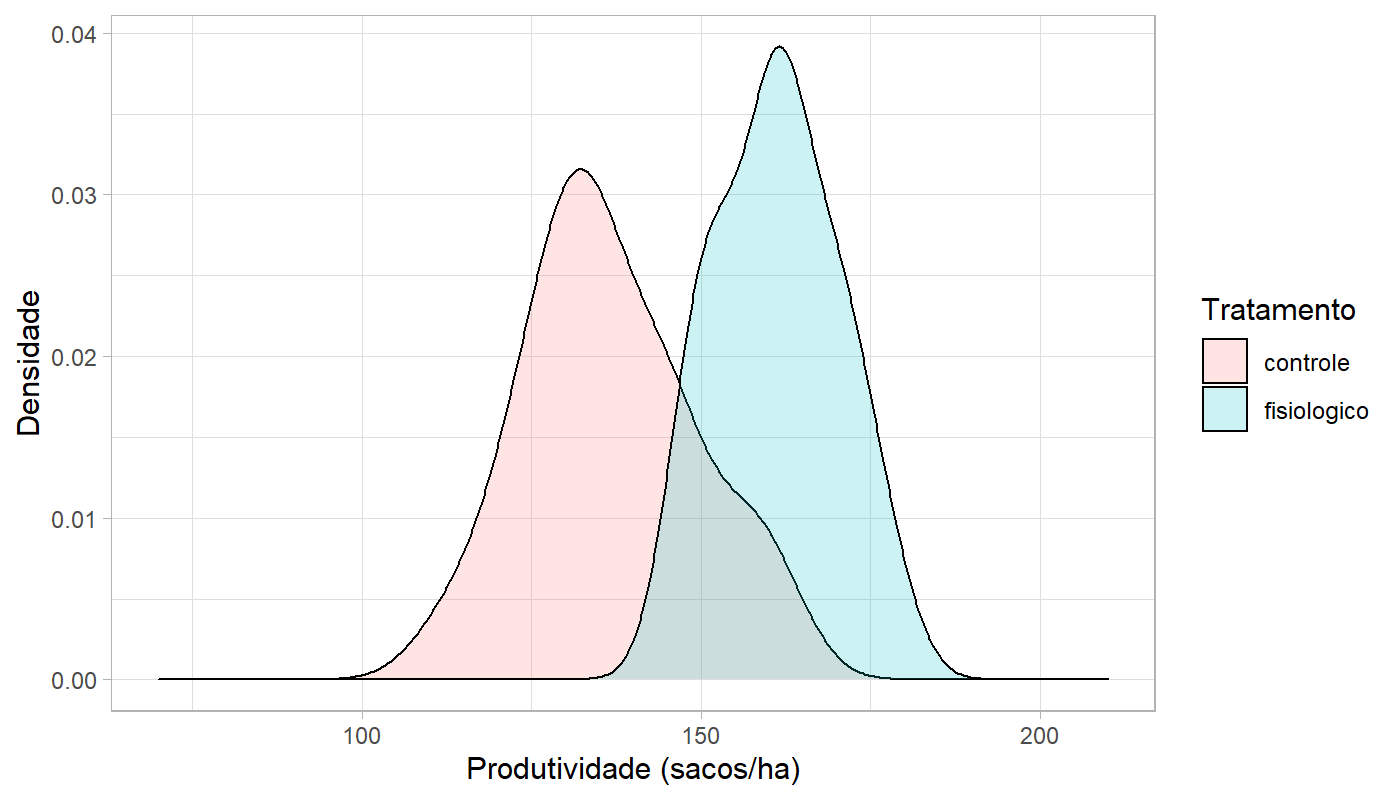 0.04
0.03
0.02
0.01
0.00
Densidade
100 150 200
Produtividade (sacos/ha)
Tratamento
controle
fisiologico